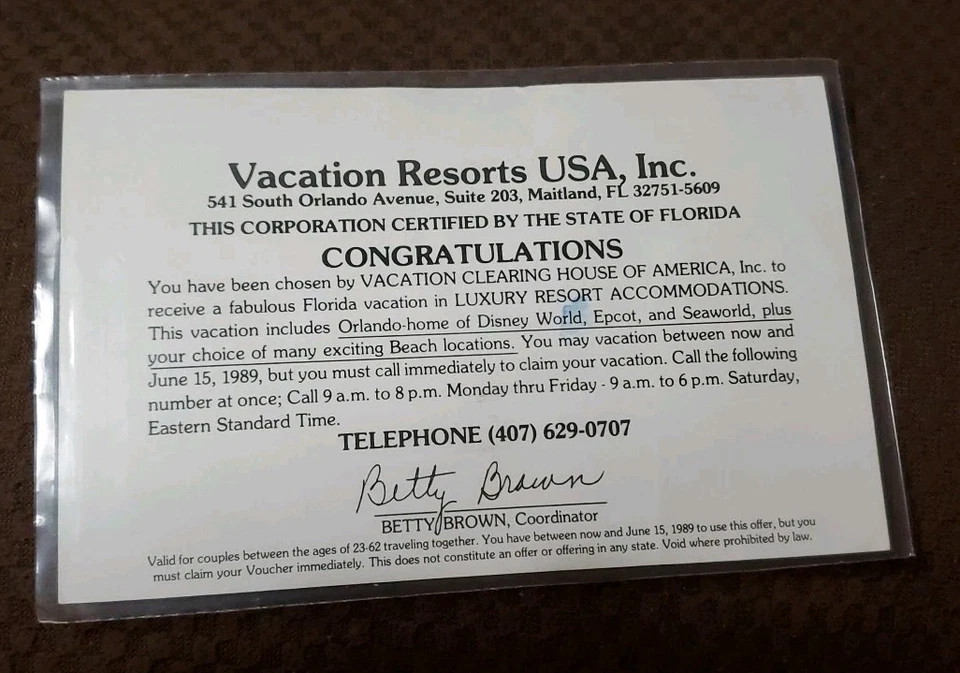 Vacation Resorts USA, Inc.
541 South Orlando Avenue, Suite 203, Maitland, FL 32751-5609
THIS CORPORATION CERTIFIED BY THE STATE OF FLORIDA
CONGRATULATIONS
You have been chosen by VACATION CLEARING HOUSE OF AMERICA, Inc. to
receive a fabulous Florida vacation in LUXURY RESORT ACCOMMODATIONS.
This vacation includes Orlando-home of Disney World, Epcot, and Seaworld, plus
your choice of many exciting Beach locations. You may vacation between now and
June 15, 1989, but you must call immediately to claim your vacation. Call the following
number at once; Call 9 a.m. to 8 p.m. Monday thru Friday - 9 a.m. to 6 p.m. Saturday,
Eastern Standard Time.
TELEPHONE (407) 629-0707
Betty Brown
BETTY BROWN, Coordinator
Valid for couples between the ages of 23-62 traveling together. You have between now and June 15, 1989 to use this offer, but you
must claim your Voucher immediately. This does not constitute an offer or offering in any state. Void where prohibited by law.